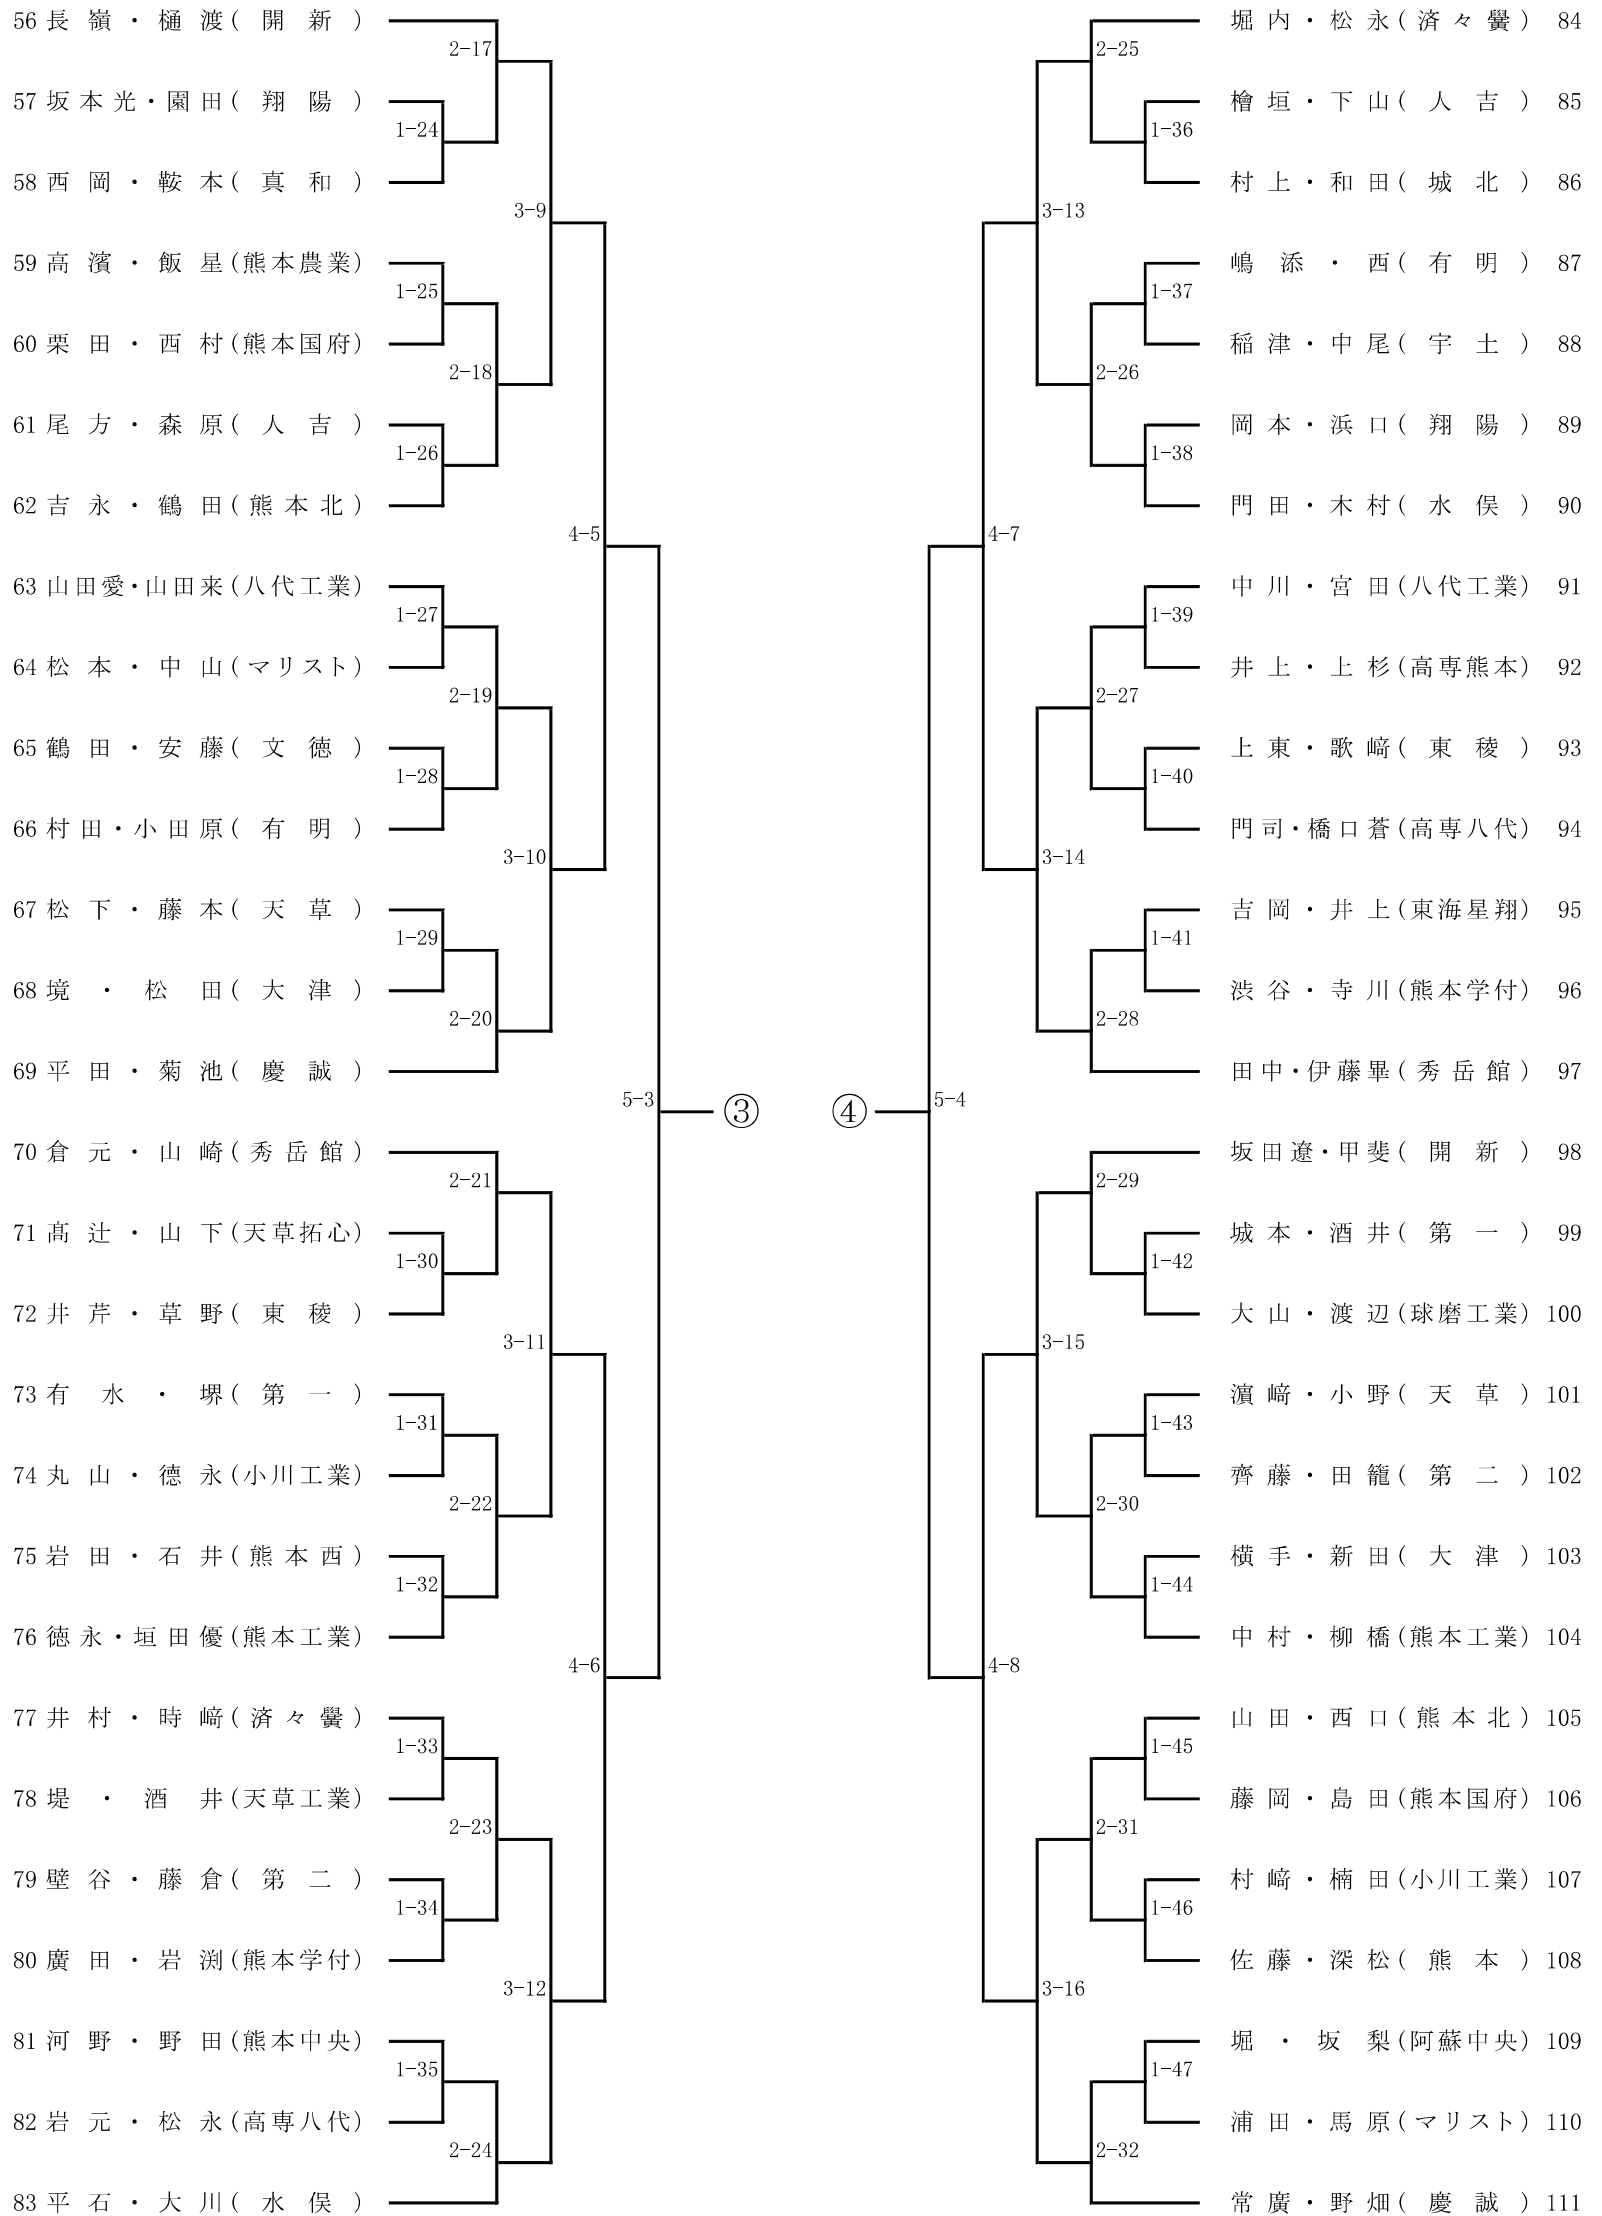 56 長嶺・樋渡(開新)
2-17
57 坂本光・園田(翔陽)
1-24
58 西岡・鞍本(真和)
3-9
59 高濱・飯星(熊本農業)
1-25
60 栗田・西村(熊本国府)
2-18
61 尾方・森原(人吉)
1-26
62 吉永・鶴田(熊本北)
4-5
63 山田愛・山田来(八代工業)
1-27
64 松本・中山(マリスト)
2-19
65 鶴田・安藤(文徳)
1-28
66 村田・小田原(有明)
3-10
67 松下・藤本(天草)
1-29
68 境・松田(大津)
2-20
69 平田・菊池(慶誠)
5-3
③
70 倉元・山崎(秀岳館)
2-21
71 髙辻・山下(天草拓心)
1-30
72 井芹・草野(東稜)
3-11
73 有水・堺(第一)
1-31
74 丸山・德永(小川工業)
2-22
75 岩田・石井(熊本西)
1-32
76 徳永・垣田優(熊本工業)
4-6
77 井村・時﨑(済々黌)
1-33
78 堤・酒井(天草工業)
2-23
79 壁谷・藤倉(第二)
1-34
80 廣田・岩渕(熊本学付)
3-12
81 河野・野田(熊本中央)
1-35
82 岩元・松永(高専八代)
2-24
83 平石・大川(水俣)
堀内・松永(済々黌) 84
2-25
檜垣・下山(人吉) 85
1-36
村上・和田(城北) 86
3-13
嶋添・西(有明) 87
1-37
稲津・中尾(宇土) 88
2-26
岡本・浜口(翔陽) 89
1-38
門田・木村(水俣) 90
4-7
中川・宮田(八代工業) 91
1-39
井上・上杉(高専熊本) 92
2-27
上東・歌﨑(東稜) 93
1-40
門司・橋口蒼(高専八代) 94
3-14
吉岡・井上(東海星翔) 95
1-41
渋谷・寺川(熊本学付) 96
2-28
田中・伊藤畢(秀岳館) 97
④
5-4
坂田遼・甲斐(開新) 98
2-29
城本・酒井(第一) 99
1-42
大山・渡辺(球磨工業) 100
3-15
濵﨑・小野(天草) 101
1-43
齊藤・田籠(第二) 102
2-30
横手・新田(大津) 103
1-44
中村・柳橋(熊本工業) 104
4-8
山田・西口(熊本北) 105
1-45
藤岡・島田(熊本国府) 106
2-31
村﨑・楠田(小川工業) 107
1-46
佐藤・深松(熊本) 108
3-16
堀・坂梨(阿蘇中央) 109
1-47
浦田・馬原(マリスト) 110
2-32
常廣・野畑(慶誠) 111